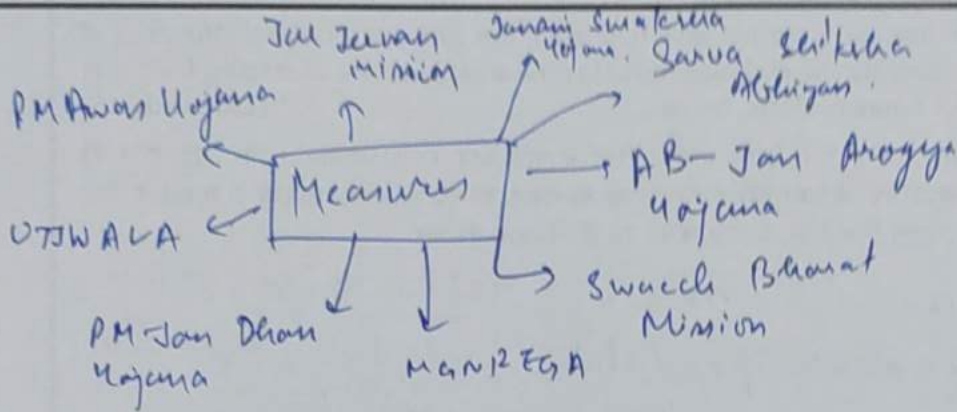 Jal Jeevan
Mission
Janani Suraksha
Yojana.
Sarva Shiksha
Abhiyan.
PM Awas Yojana
Measures
AB - Jan Arogya
Yojana
UJJWALA
Swacch Bharat
Mission
PM-Jan Dhan
Yojana
MGNREGA